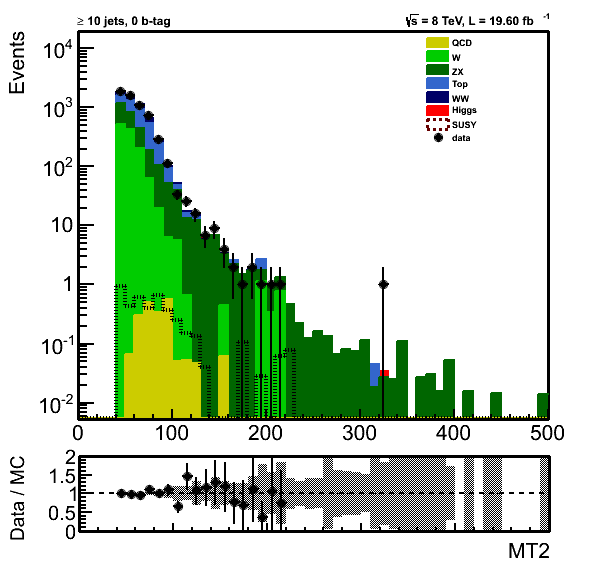 ≥ 10 jets, 0 b-tag
√s = 8 TeV, L = 19.60 fb⁻¹
Events
10⁴
10³
10²
10
1
10⁻¹
10⁻²
QCD
W
ZX
Top
WW
Higgs
SUSY
data
0 100 200 300 400 500
Data / MC
2
1.5
1
0.5
0
MT2